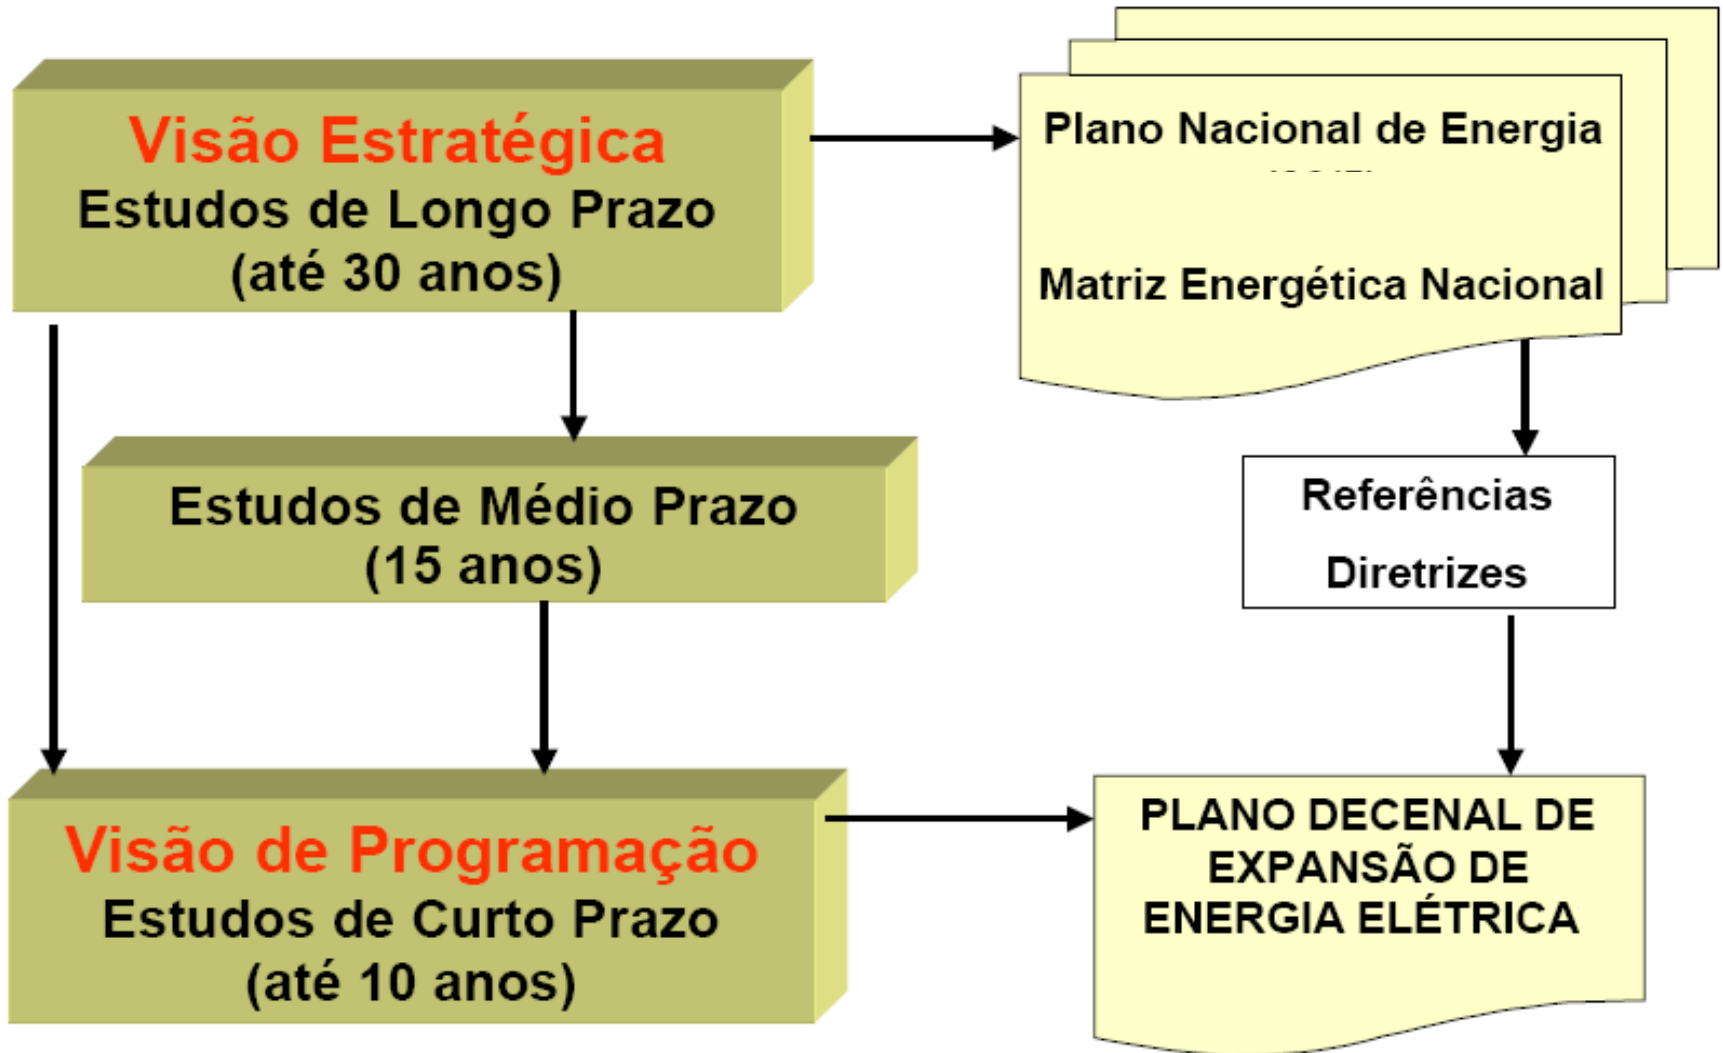 Visão Estratégica
Estudos de Longo Prazo
(até 30 anos)
Plano Nacional de Energia
Matriz Energética Nacional
Estudos de Médio Prazo
(15 anos)
Referências
Diretrizes
Visão de Programação
Estudos de Curto Prazo
(até 10 anos)
PLANO DECENAL DE
EXPANSÃO DE
ENERGIA ELÉTRICA